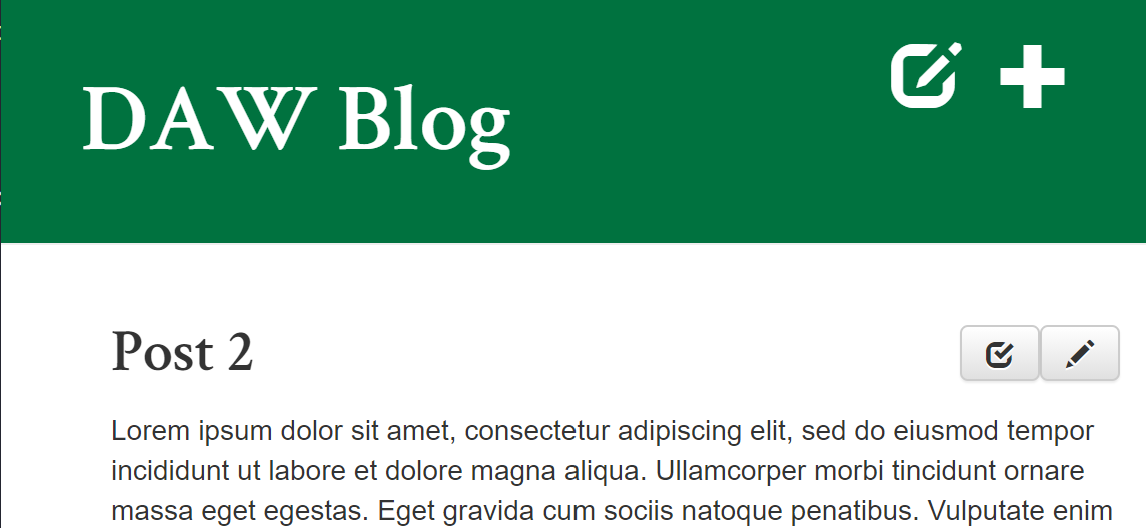 DAW Blog
Post 2
Lorem ipsum dolor sit amet, consectetur adipiscing elit, sed do eiusmod tempor
incididunt ut labore et dolore magna aliqua. Ullamcorper morbi tincidunt ornare
massa eget egestas. Eget gravida cum sociis natoque penatibus. Vulputate enim